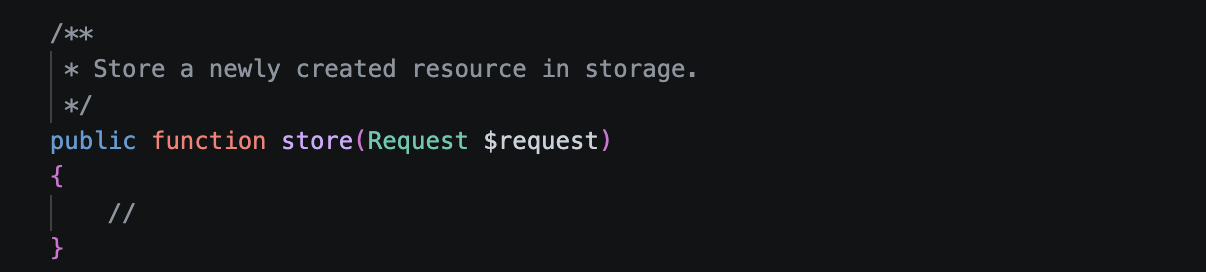 /**
* Store a newly created resource in storage.
*/
public function store(Request $request)
{
//
}